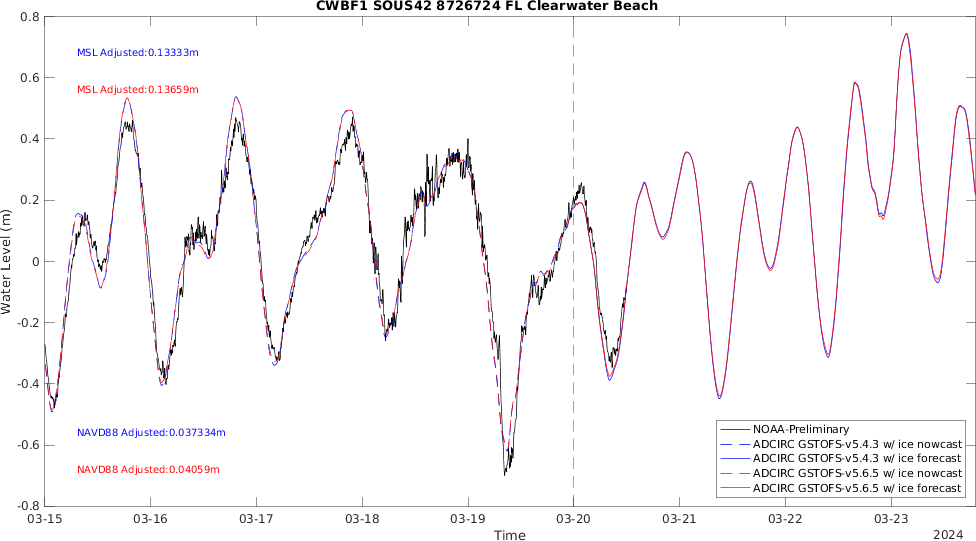 CWBF1 SOUS42 8726724 FL Clearwater Beach
0.8
0.6
0.4
0.2
0
-0.2
-0.4
-0.6
-0.8
Water Level (m)
MSL Adjusted:0.13333m
MSL Adjusted:0.13659m
NAVD88 Adjusted:0.037334m
NAVD88 Adjusted:0.04059m
NOAA-Preliminary
ADCIRC GSTOFS-v5.4.3 w/ ice nowcast
ADCIRC GSTOFS-v5.4.3 w/ ice forecast
ADCIRC GSTOFS-v5.6.5 w/ ice nowcast
ADCIRC GSTOFS-v5.6.5 w/ ice forecast
03-15 03-16 03-17 03-18 03-19 03-20 03-21 03-22 03-23
Time
2024